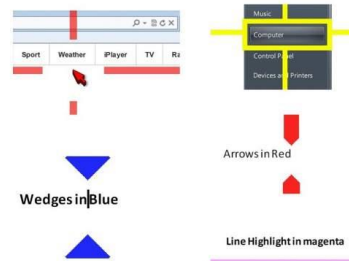 Sport Weather iPlayer TV Ra
Wedges in Blue
Music
Computer
Control Panel
Devices and Printers
Arrows in Red
Line Highlight in magenta